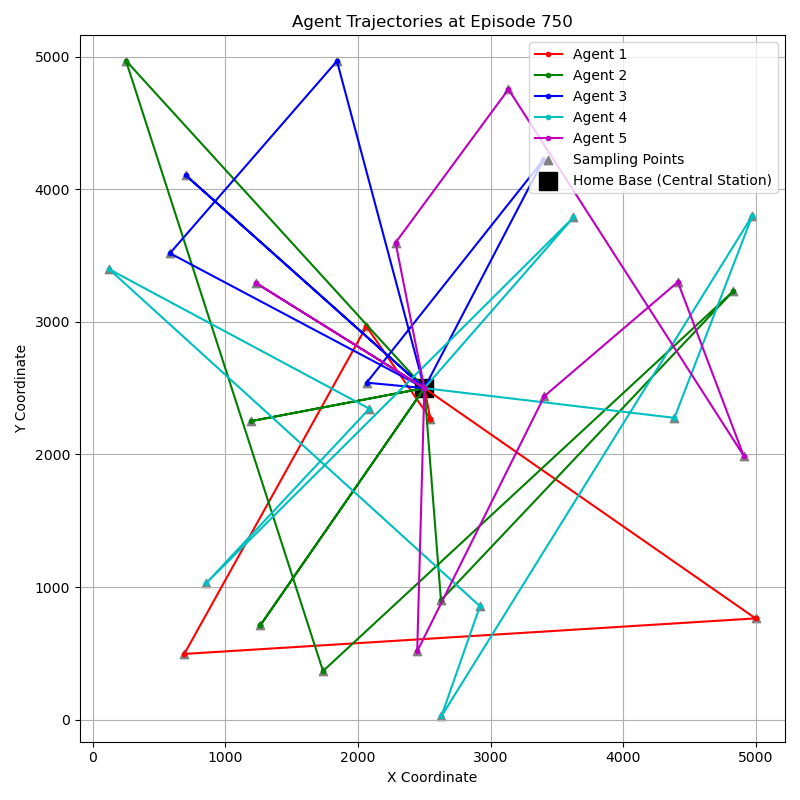 Agent Trajectories at Episode 750
Agent 1
Agent 2
Agent 3
Agent 4
Agent 5
Sampling Points
Home Base (Central Station)
5000
4000
3000
2000
1000
0
Y Coordinate
0 1000 2000 3000 4000 5000
X Coordinate